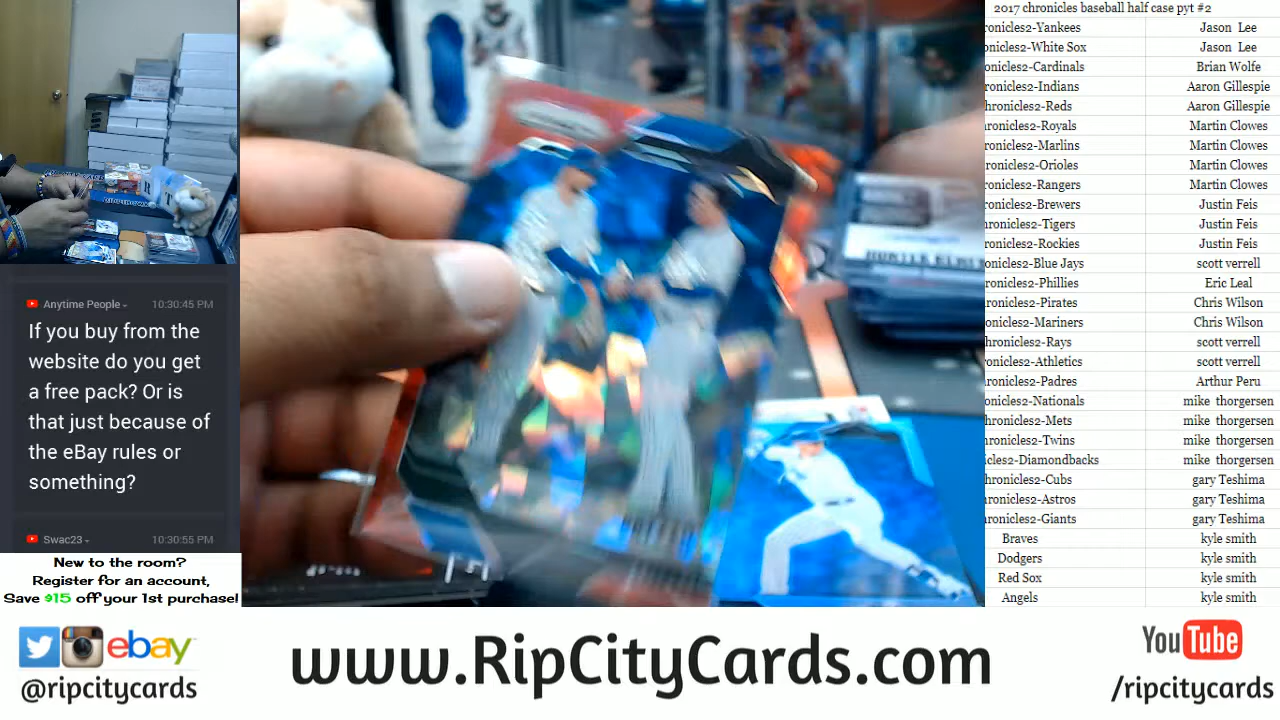 2017 chronicles baseball half case pyt #2
ronicles2-Yankees Jason Lee
onicles2-White Sox Jason Lee
ronicles2-Cardinals Brian Wolfe
ronicles2-Indians Aaron Gillespie
hronicles2-Reds Aaron Gillespie
ronicles2-Royals Martin Clowes
ronicles2-Marlins Martin Clowes
ronicles2-Orioles Martin Clowes
ronicles2-Rangers Martin Clowes
ronicles2-Brewers Justin Feis
ronicles2-Tigers Justin Feis
ronicles2-Rockies Justin Feis
onicles2-Blue Jays scott verrell
ronicles2-Phillies Eric Leal
ronicles2-Pirates Chris Wilson
onicles2-Mariners Chris Wilson
hronicles2-Rays scott verrell
ronicles2-Athletics scott verrell
ronicles2-Padres Arthur Peru
onicles2-Nationals mike thorgersen
hronicles2-Mets mike thorgersen
hronicles2-Twins mike thorgersen
icles2-Diamondbacks mike thorgersen
hronicles2-Cubs gary Teshima
ronicles2-Astros gary Teshima
ronicles2-Giants gary Teshima
Braves kyle smith
Dodgers kyle smith
Red Sox kyle smith
Angels kyle smith
Anytime People 10:30:45 PM
If you buy from the
website do you get
a free pack? Or is
that just because of
the eBay rules or
something?
Swac23 10:30:55 PM
New to the room?
Register for an account,
Save $15 off your 1st purchase!
ebay
@ripcitycards
www.RipCityCards.com
YouTube
/ripcitycards